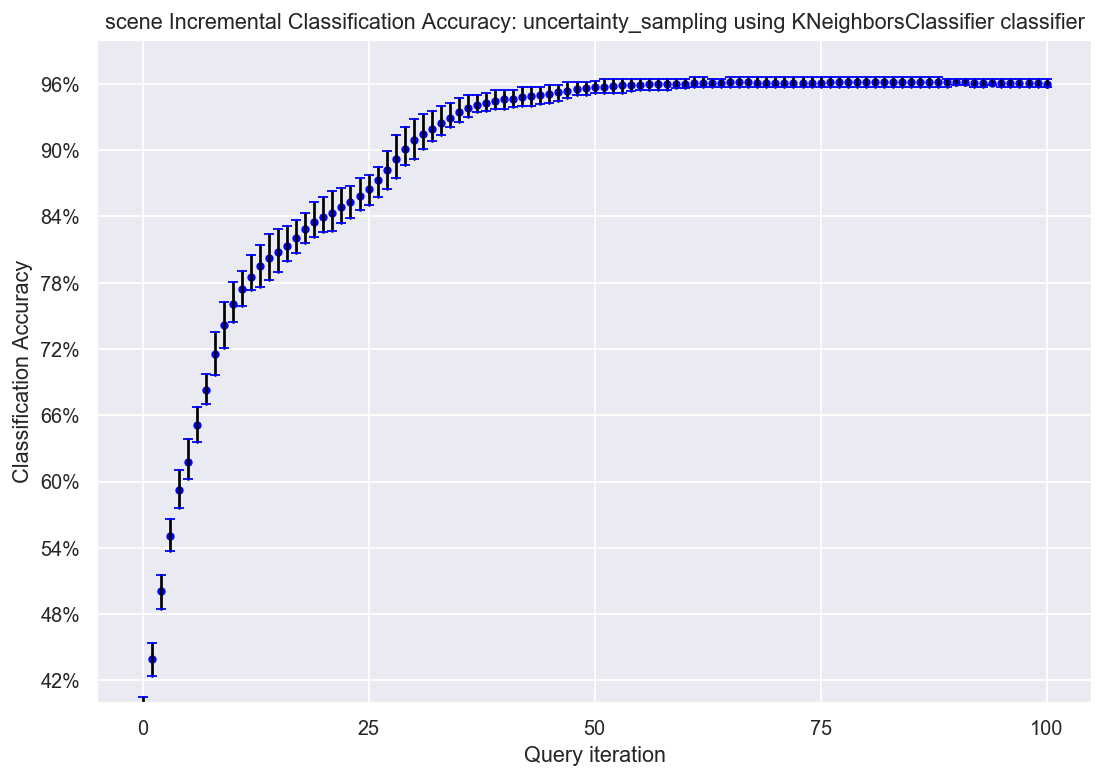 scene Incremental Classification Accuracy: uncertainty_sampling using KNeighborsClassifier classifier
96%
90%
84%
78%
72%
66%
60%
54%
48%
42%
Classification Accuracy
0 25 50 75 100
Query iteration